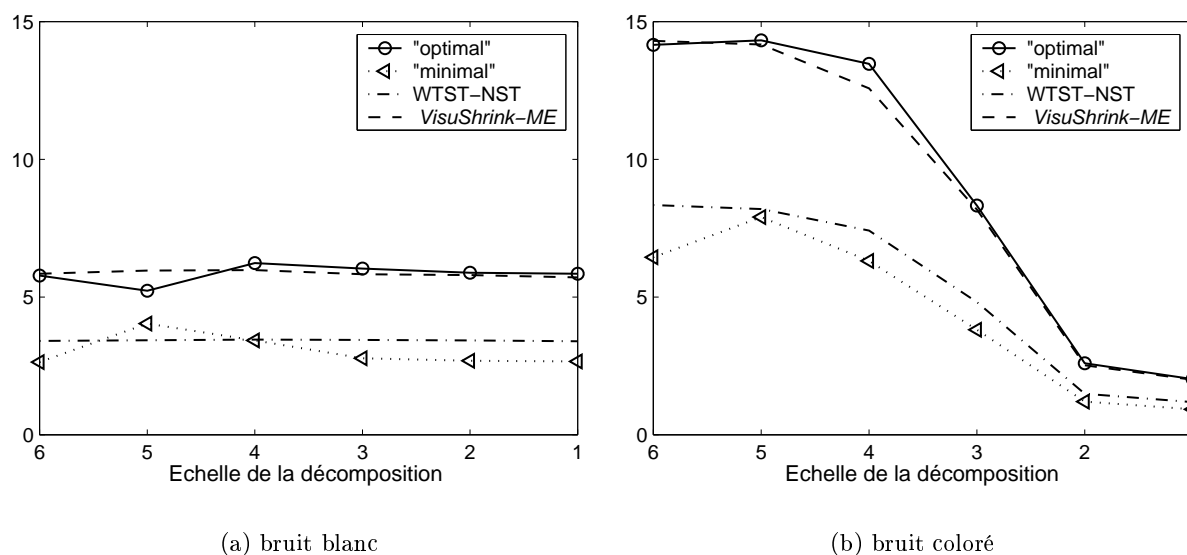 15
10
5
0
"optimal"
"minimal"
WTST−NST
VisuShrink−ME
6 5 4 3 2 1
Echelle de la décomposition
(a) bruit blanc
15
10
5
0
"optimal"
"minimal"
WTST−NST
VisuShrink−ME
6 5 4 3 2
Echelle de la décomposition
(b) bruit coloré